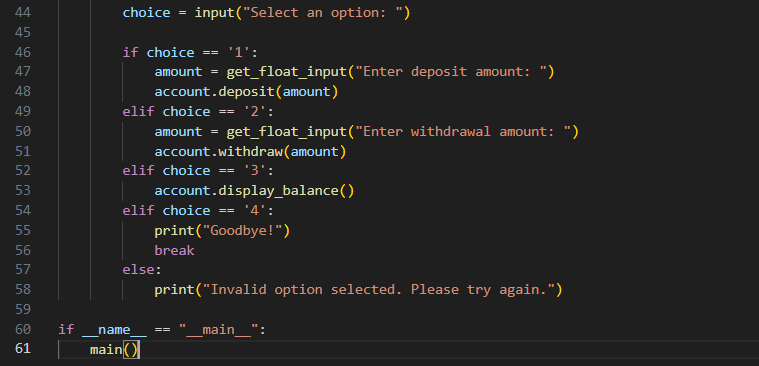 44 choice = input("Select an option: ")
45
46 if choice == '1':
47 amount = get_float_input("Enter deposit amount: ")
48 account.deposit(amount)
49 elif choice == '2':
50 amount = get_float_input("Enter withdrawal amount: ")
51 account.withdraw(amount)
52 elif choice == '3':
53 account.display_balance()
54 elif choice == '4':
55 print("Goodbye!")
56 break
57 else:
58 print("Invalid option selected. Please try again.")
59
60 if __name__ == "__main__":
61 main()